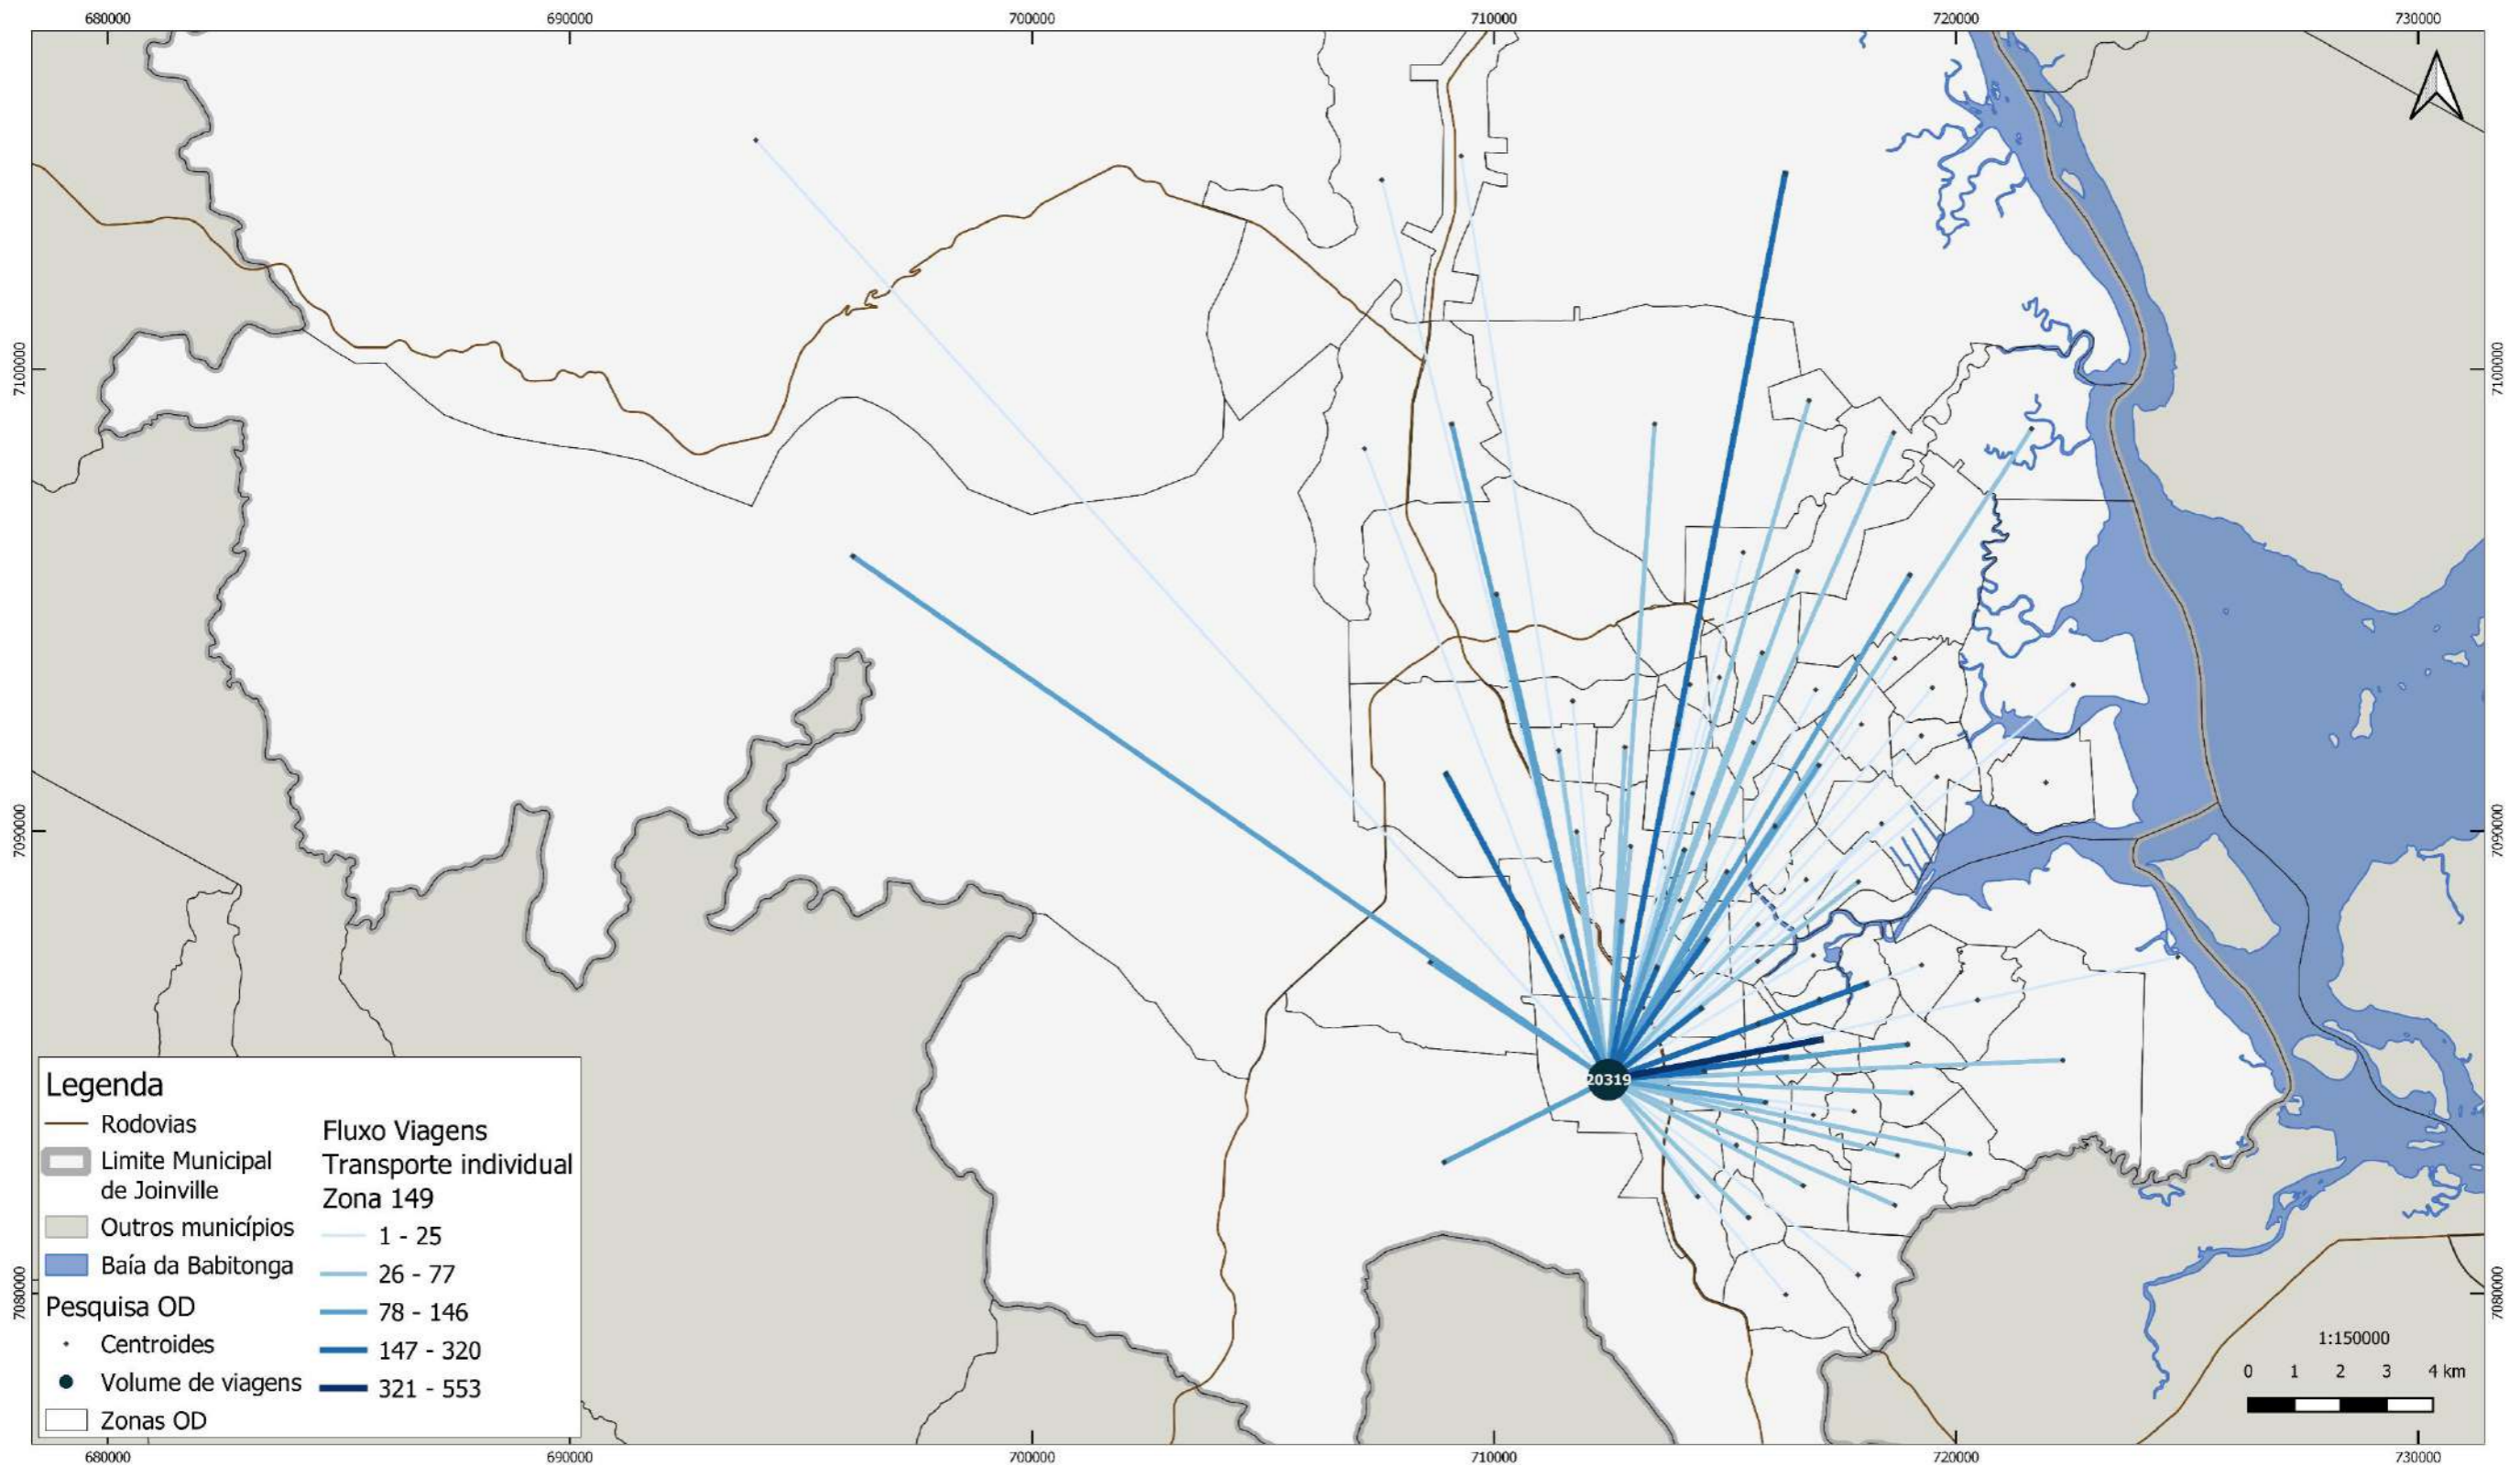 680000
690000
700000
710000
720000
730000
7100000
7100000
7090000
7090000
20319
7080000
7080000
Legenda
Rodovias
Limite Municipal
de Joinville
Outros municípios
Baía da Babitonga
Pesquisa OD
Centroides
Volume de viagens
Zonas OD
Fluxo Viagens
Transporte individual
Zona 149
1 - 25
26 - 77
78 - 146
147 - 320
321 - 553
1:150000
0 1 2 3 4 km
680000
690000
700000
710000
720000
730000